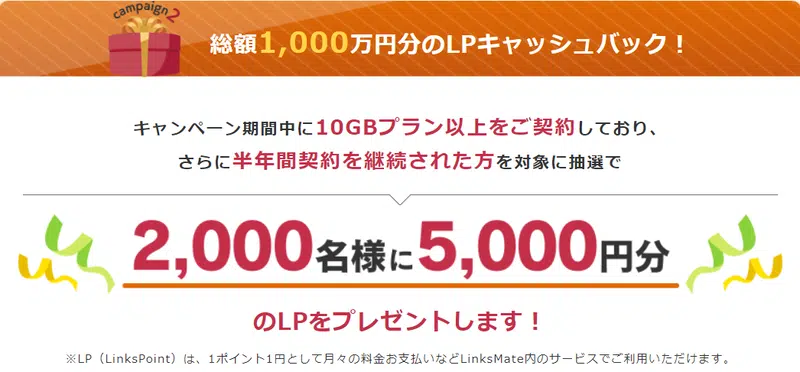 campaign2
総額1,000万円分のLPキャッシュバック!
キャンペーン期間中に10GBプラン以上をご契約しており、
さらに半年間契約を継続された方を対象に抽選で
2,000名様に5,000円分
のLPをプレゼントします!
※LP（LinksPoint）は、1ポイント1円として月々の料金お支払いなどLinksMate内のサービスでご利用いただけます。